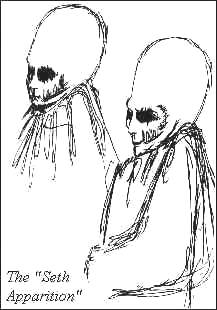 The "Seth
Apparition"